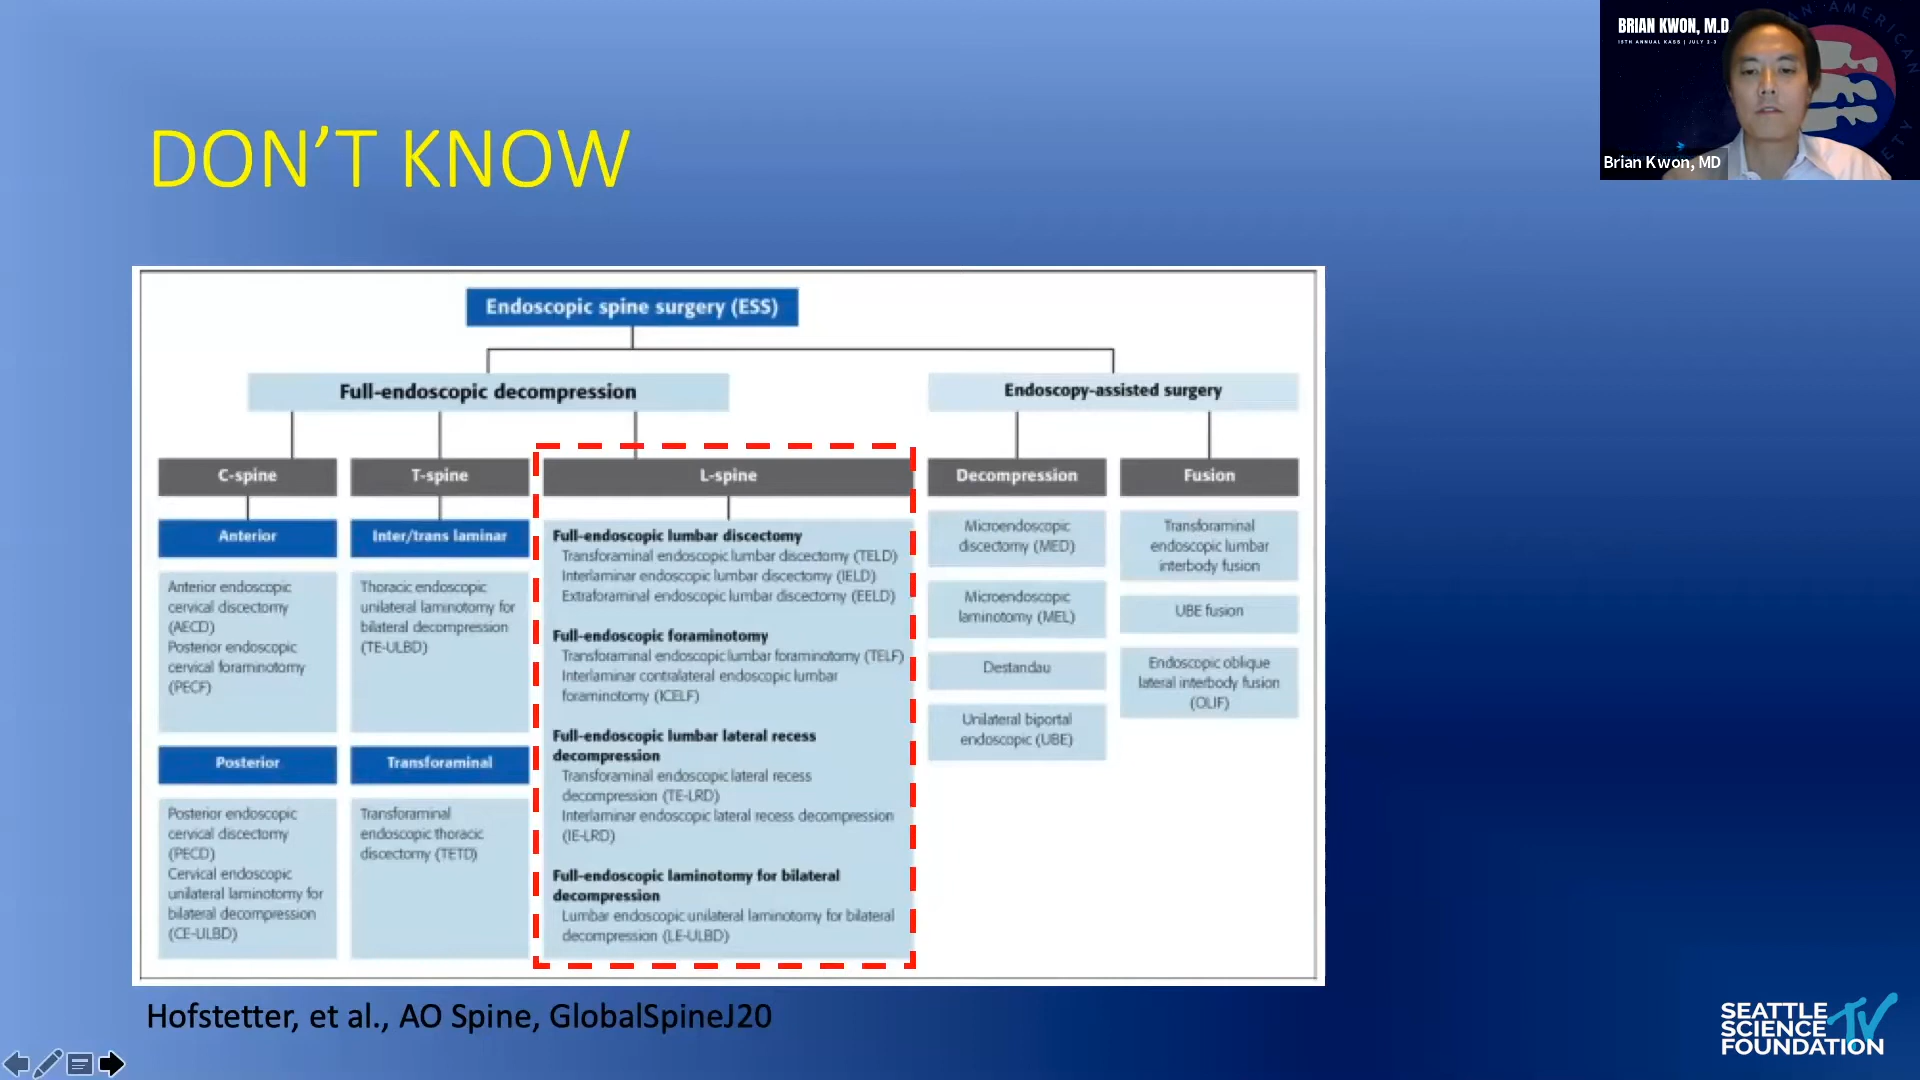 BRIAN KWON, M.D.
Brian Kwon, MD
DON'T KNOW
Endoscopic spine surgery (ESS)
Full-endoscopic decompression
Endoscopy-assisted surgery
C-spine
T-spine
L-spine
Decompression
Fusion
Anterior
Anterior endoscopic
cervical discectomy
(AECD)
Posterior endoscopic
cervical foraminotomy
(PECF)
Posterior
Posterior endoscopic
cervical discectomy
(PECD)
Cervical endoscopic
unilateral laminotomy for
bilateral decompression
(CE-ULBD)
Inter/trans laminar
Thoracic endoscopic
unilateral laminotomy for
bilateral decompression
(TE-ULBD)
Transforaminal
Transforaminal
endoscopic thoracic
discectomy (TETD)
Full-endoscopic lumbar discectomy
Transforaminal endoscopic lumbar discectomy (TELD)
Interlaminar endoscopic lumbar discectomy (IELD)
Extraforaminal endoscopic lumbar discectomy (EELD)
Full-endoscopic foraminotomy
Transforaminal endoscopic lumbar foraminotomy (TELF)
Interlaminar contralateral endoscopic lumbar
foraminotomy (ICELF)
Full-endoscopic lumbar lateral recess
decompression
Transforaminal endoscopic lateral recess
decompression (TE-LRD)
Interlaminar endoscopic lateral recess decompression
(IE-LRD)
Full-endoscopic laminotomy for bilateral
decompression
Lumbar endoscopic unilateral laminotomy for bilateral
decompression (LE-ULBD)
Microendoscopic
discectomy (MED)
Microendoscopic
laminotomy (MEL)
Destandau
Unilateral biportal
endoscopic (UBE)
Transforaminal
endoscopic lumbar
interbody fusion
UBE fusion
Endoscopic oblique
lateral interbody fusion
(OLIF)
Hofstetter, et al., AO Spine, GlobalSpineJ20
SEATTLE
SCIENCE TV
FOUNDATION